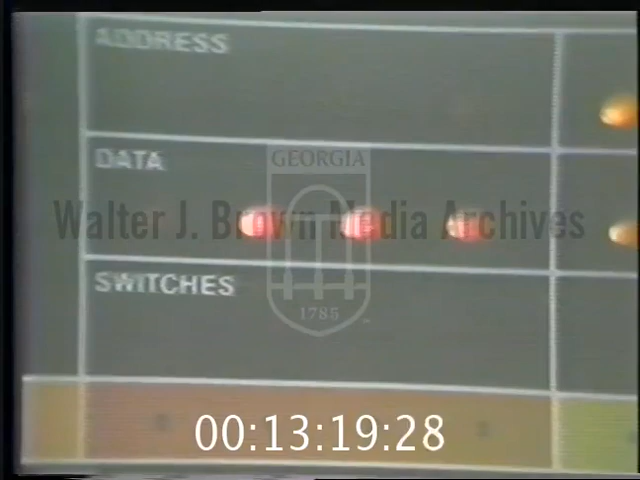 ADDRESS
DATA
GEORGIA
Walter J. Brown Media Archives
SWITCHES
1785
00:13:19:28